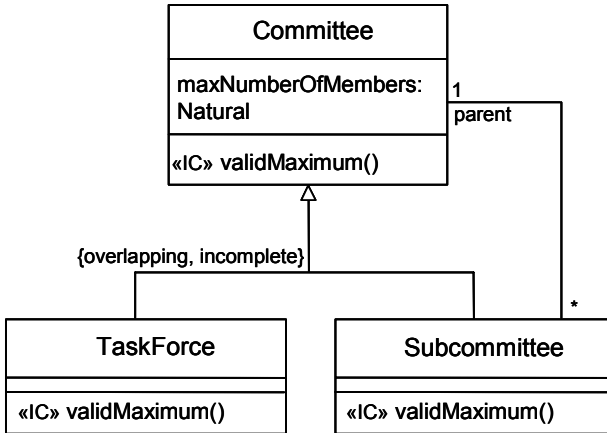 Committee
maxNumberOfMembers:
Natural
1
parent
«IC» validMaximum()
{overlapping, incomplete}
*
TaskForce
Subcommittee
«IC» validMaximum()
«IC» validMaximum()